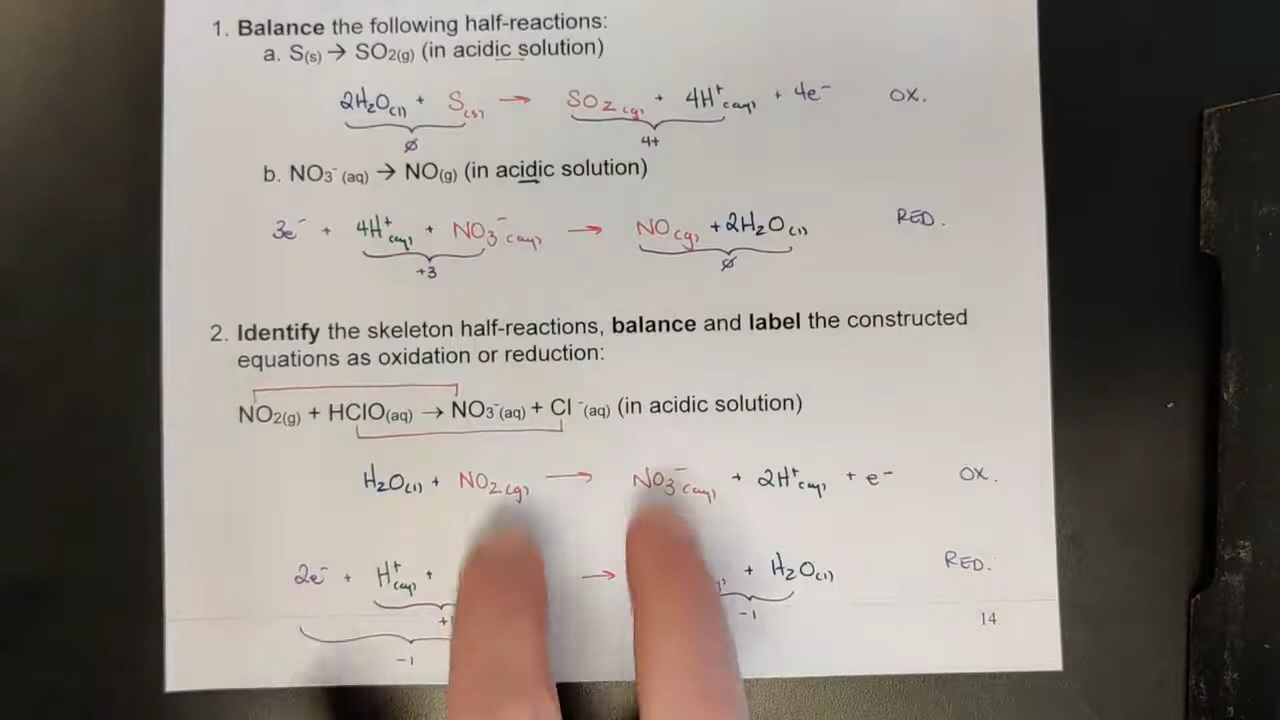 1. Balance the following half-reactions:
a. S(s) → SO2(g) (in acidic solution)
2H2O(l) + S(s) → SO2(g) + 4H+(aq) + 4e- OX.
∅ 4+
b. NO3-(aq) → NO(g) (in acidic solution)
3e- + 4H+(aq) + NO3-(aq) → NO(g) + 2H2O(l) RED.
+3 ∅
2. Identify the skeleton half-reactions, balance and label the constructed
equations as oxidation or reduction:
NO2(g) + HClO(aq) → NO3-(aq) + Cl-(aq) (in acidic solution)
H2O(l) + NO2(g) → NO3-(aq) + 2H+(aq) + e- OX.
2e- + H+(aq) + → + H2O(l) RED.
-1
-1
14